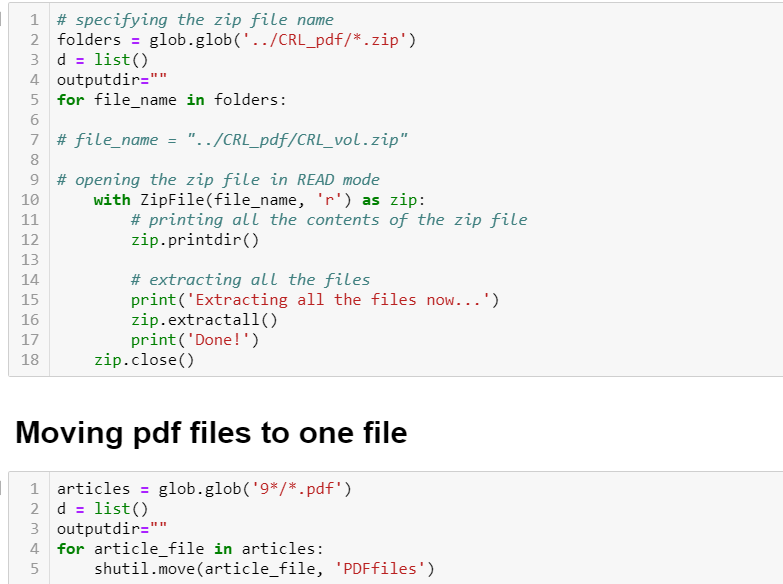 1 # specifying the zip file name
2 folders = glob.glob('../CRL_pdf/*.zip')
3 d = list()
4 outputdir=""
5 for file_name in folders:
6
7 # file_name = "../CRL_pdf/CRL_vol.zip"
8
9 # opening the zip file in READ mode
10     with ZipFile(file_name, 'r') as zip:
11         # printing all the contents of the zip file
12         zip.printdir()
13
14         # extracting all the files
15         print('Extracting all the files now...')
16         zip.extractall()
17         print('Done!')
18     zip.close()
Moving pdf files to one file
1 articles = glob.glob('9*/*.pdf')
2 d = list()
3 outputdir=""
4 for article_file in articles:
5     shutil.move(article_file, 'PDFfiles')